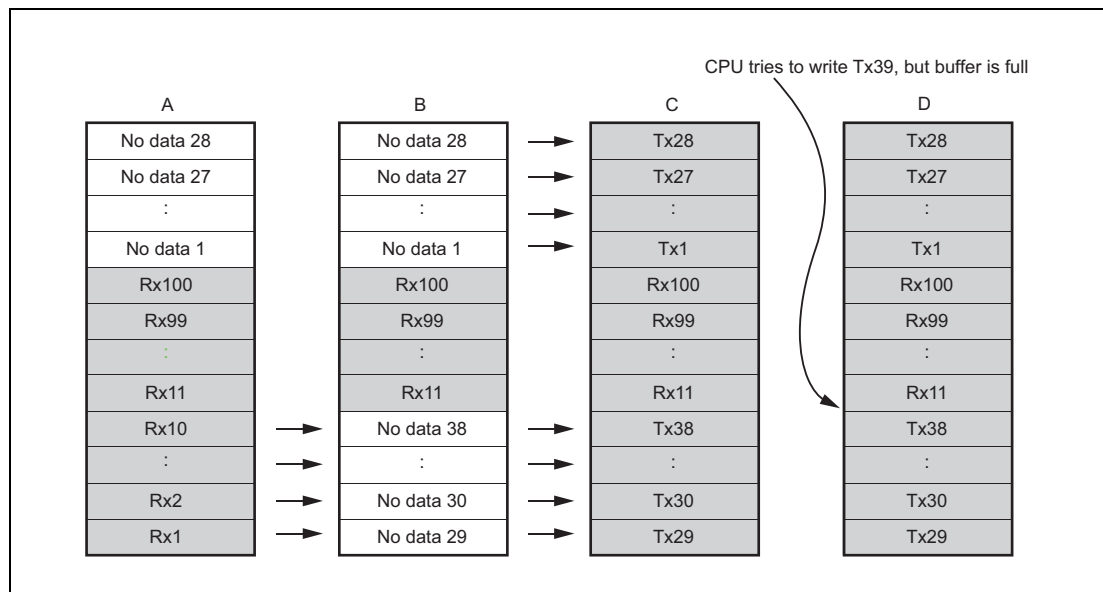 CPU tries to write Tx39, but buffer is full
A B C D
No data 28 No data 28 Tx28 Tx28
No data 27 No data 27 Tx27 Tx27
: : : :
No data 1 No data 1 Tx1 Tx1
Rx100 Rx100 Rx100 Rx100
Rx99 Rx99 Rx99 Rx99
: : : :
Rx11 Rx11 Rx11 Rx11
Rx10 No data 38 Tx38 Tx38
: : : :
Rx2 No data 30 Tx30 Tx30
Rx1 No data 29 Tx29 Tx29